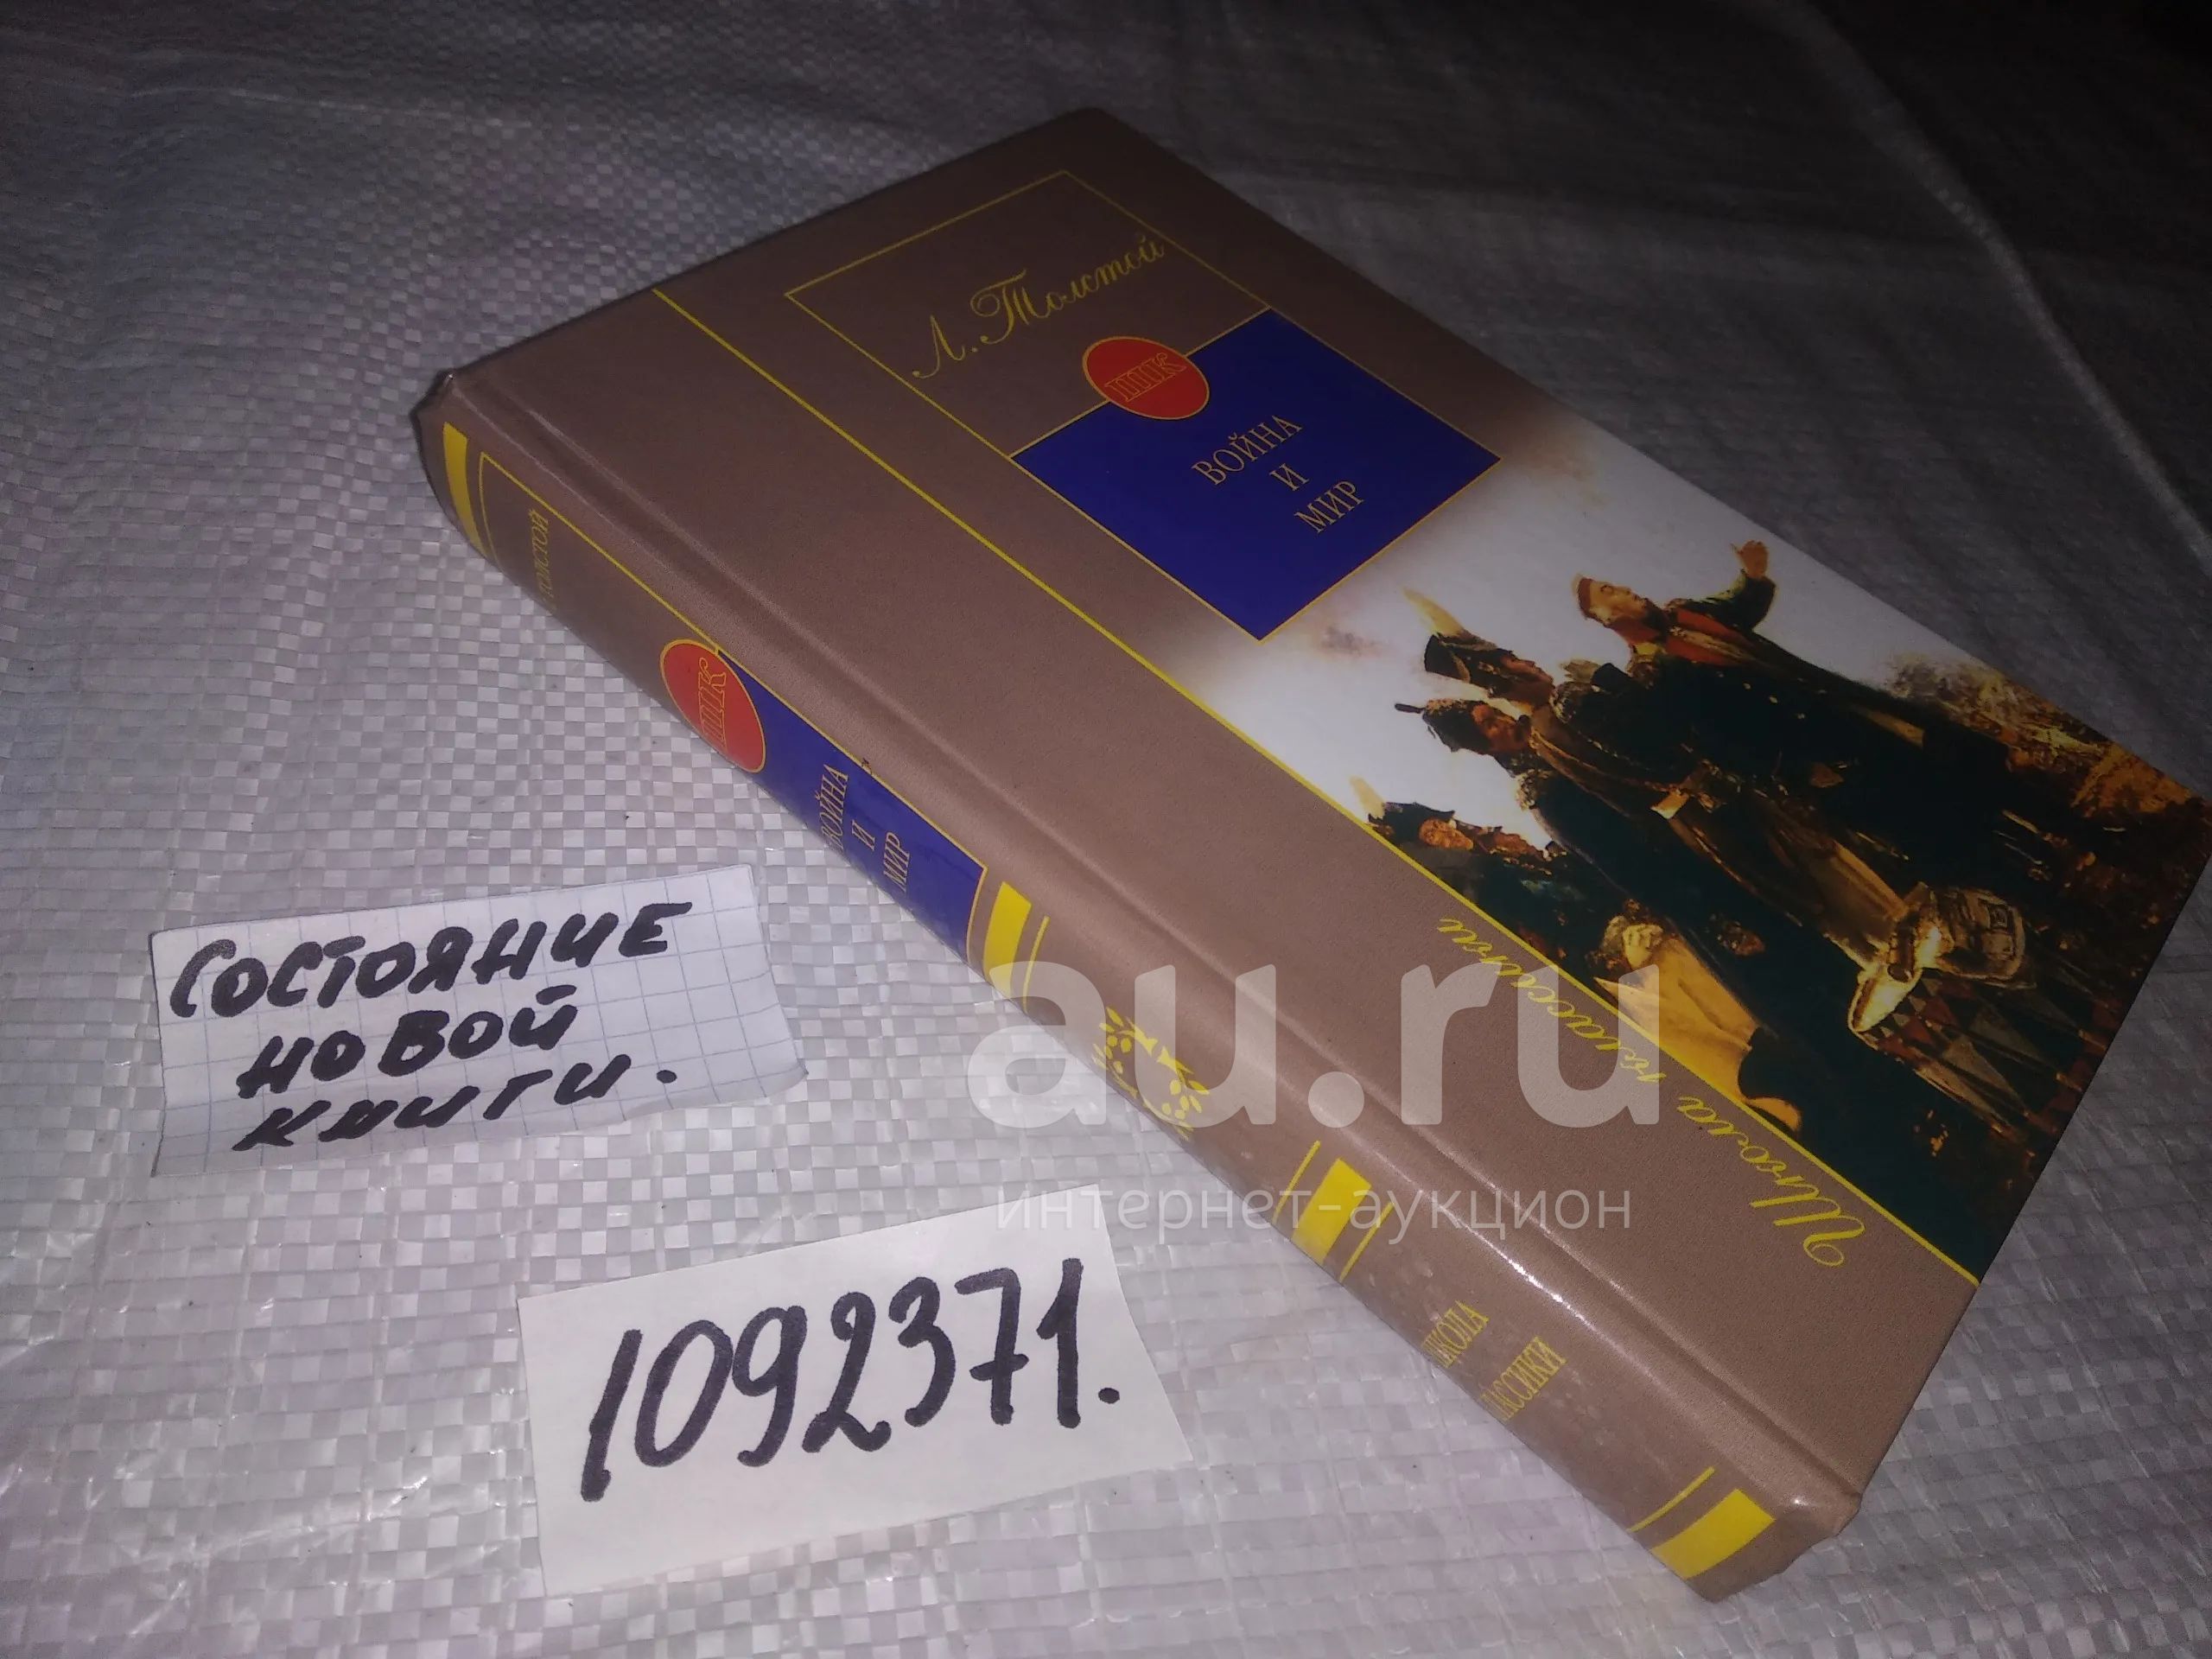 Л. Толстой
ШК
ВОЙНА
И
МИР
Школа классики
ТОЛСТОЙ
ШК
ВОЙНА
И
МИР
ШКОЛА
КЛАССИКИ
СОСТОЯНИЕ
НОВОЙ
КНИГИ.
1092371.
au.ru
интернет-аукцион